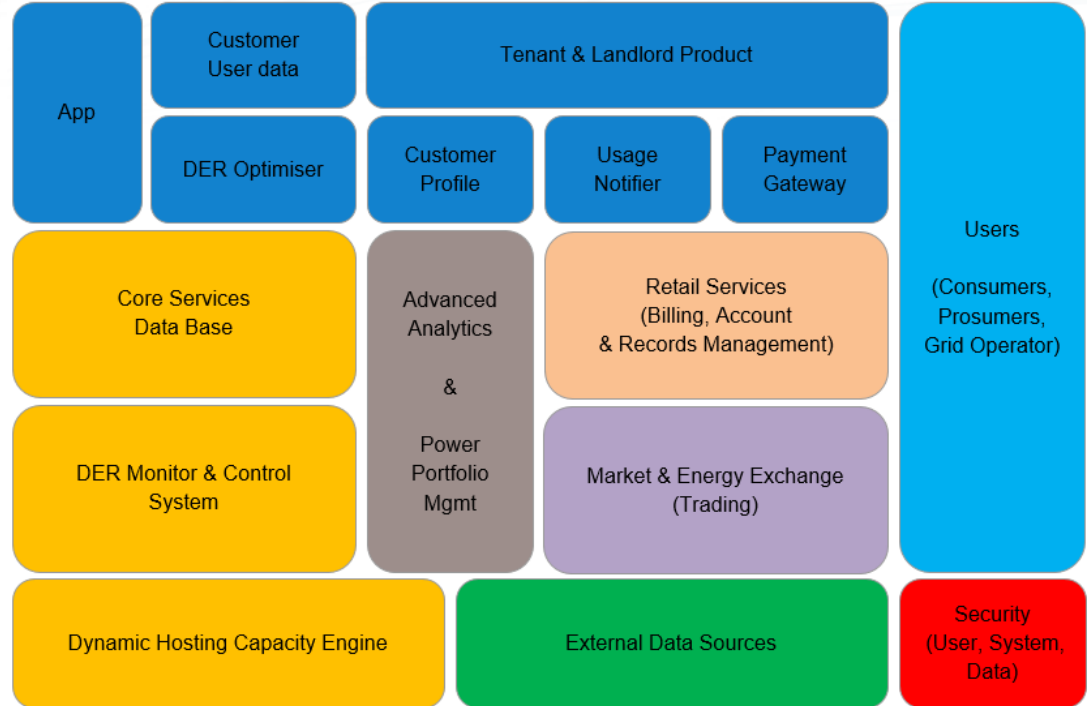 App
Customer
User data
Tenant & Landlord Product
DER Optimiser
Customer
Profile
Usage
Notifier
Payment
Gateway
Users
(Consumers,
Prosumers,
Grid Operator)
Core Services
Data Base
Advanced
Analytics
&
Power
Portfolio
Mgmt
Retail Services
(Billing, Account
& Records Management)
DER Monitor & Control
System
Market & Energy Exchange
(Trading)
Dynamic Hosting Capacity Engine
External Data Sources
Security
(User, System,
Data)